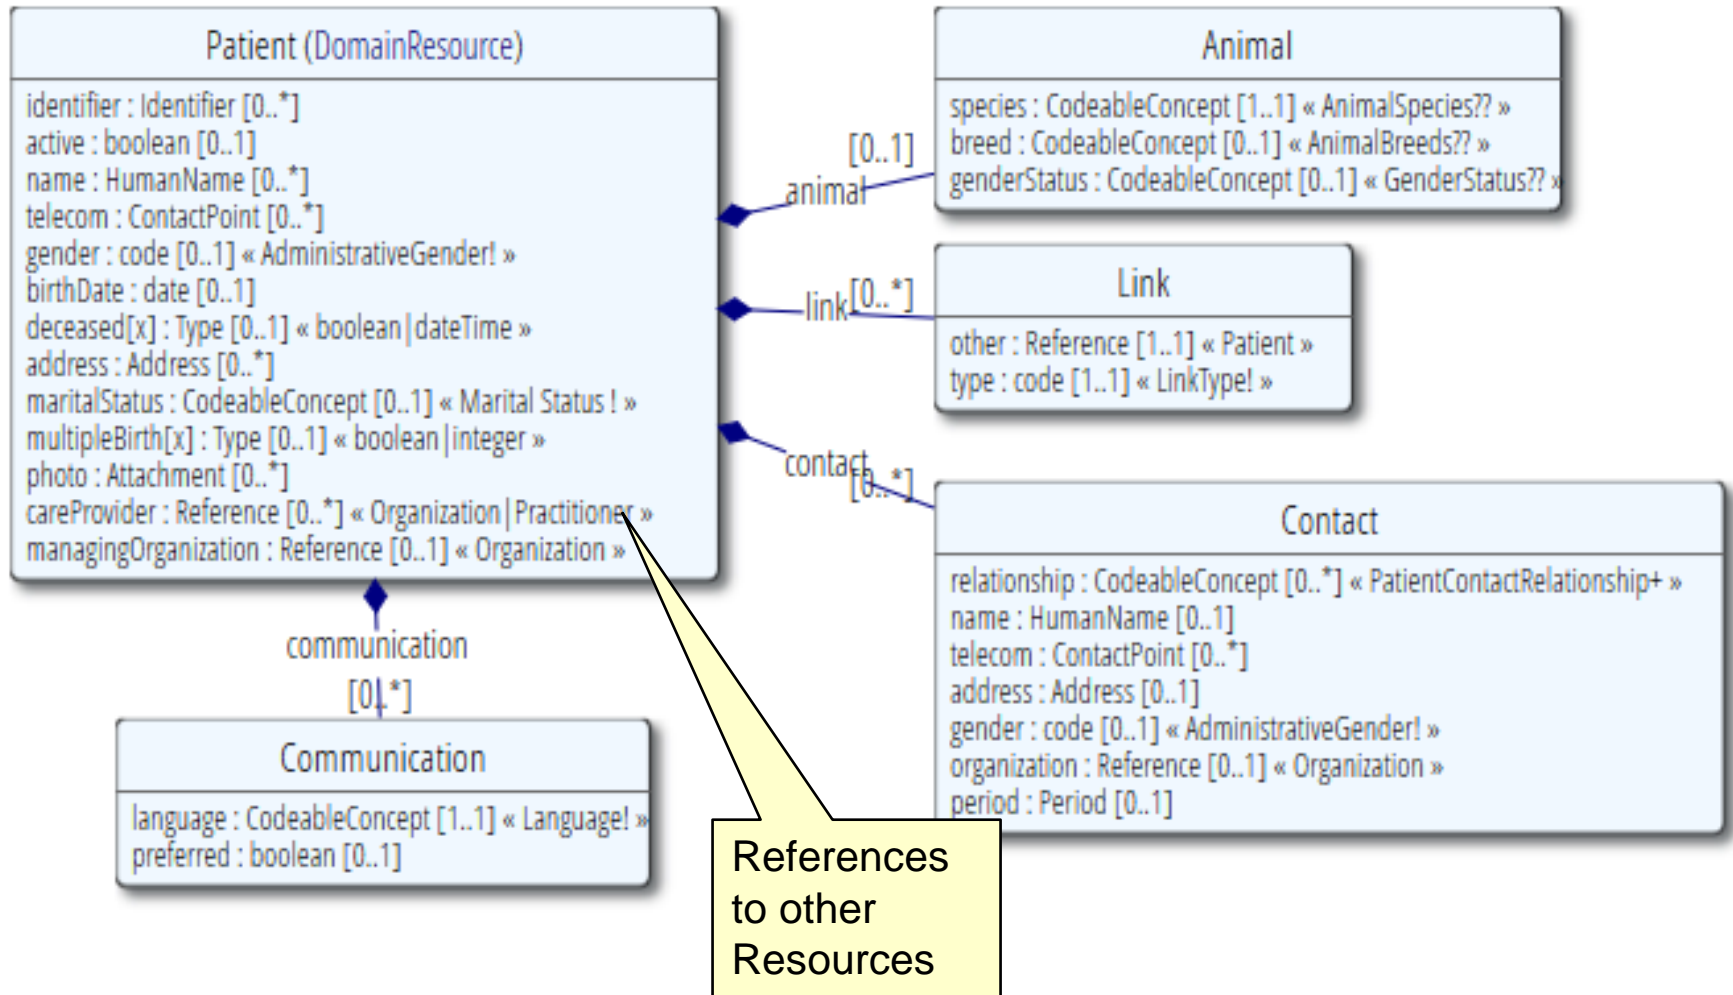 Patient (DomainResource)
identifier : Identifier [0..*]
active : boolean [0..1]
name : HumanName [0..*]
telecom : ContactPoint [0..*]
gender : code [0..1] « AdministrativeGender! »
birthDate : date [0..1]
deceased[x] : Type [0..1] « boolean|dateTime »
address : Address [0..*]
maritalStatus : CodeableConcept [0..1] « Marital Status ! »
multipleBirth[x] : Type [0..1] « boolean|integer »
photo : Attachment [0..*]
careProvider : Reference [0..*] « Organization|Practitioner »
managingOrganization : Reference [0..1] « Organization »
[0..1]
animal
Animal
species : CodeableConcept [1..1] « AnimalSpecies?? »
breed : CodeableConcept [0..1] « AnimalBreeds?? »
genderStatus : CodeableConcept [0..1] « GenderStatus?? »
link
[0..*]
Link
other : Reference [1..1] « Patient »
type : code [1..1] « LinkType! »
contact
[0..*]
Contact
relationship : CodeableConcept [0..*] « PatientContactRelationship+ »
name : HumanName [0..1]
telecom : ContactPoint [0..*]
address : Address [0..1]
gender : code [0..1] « AdministrativeGender! »
organization : Reference [0..1] « Organization »
period : Period [0..1]
communication
[0..*]
Communication
language : CodeableConcept [1..1] « Language! »
preferred : boolean [0..1]
References
to other
Resources